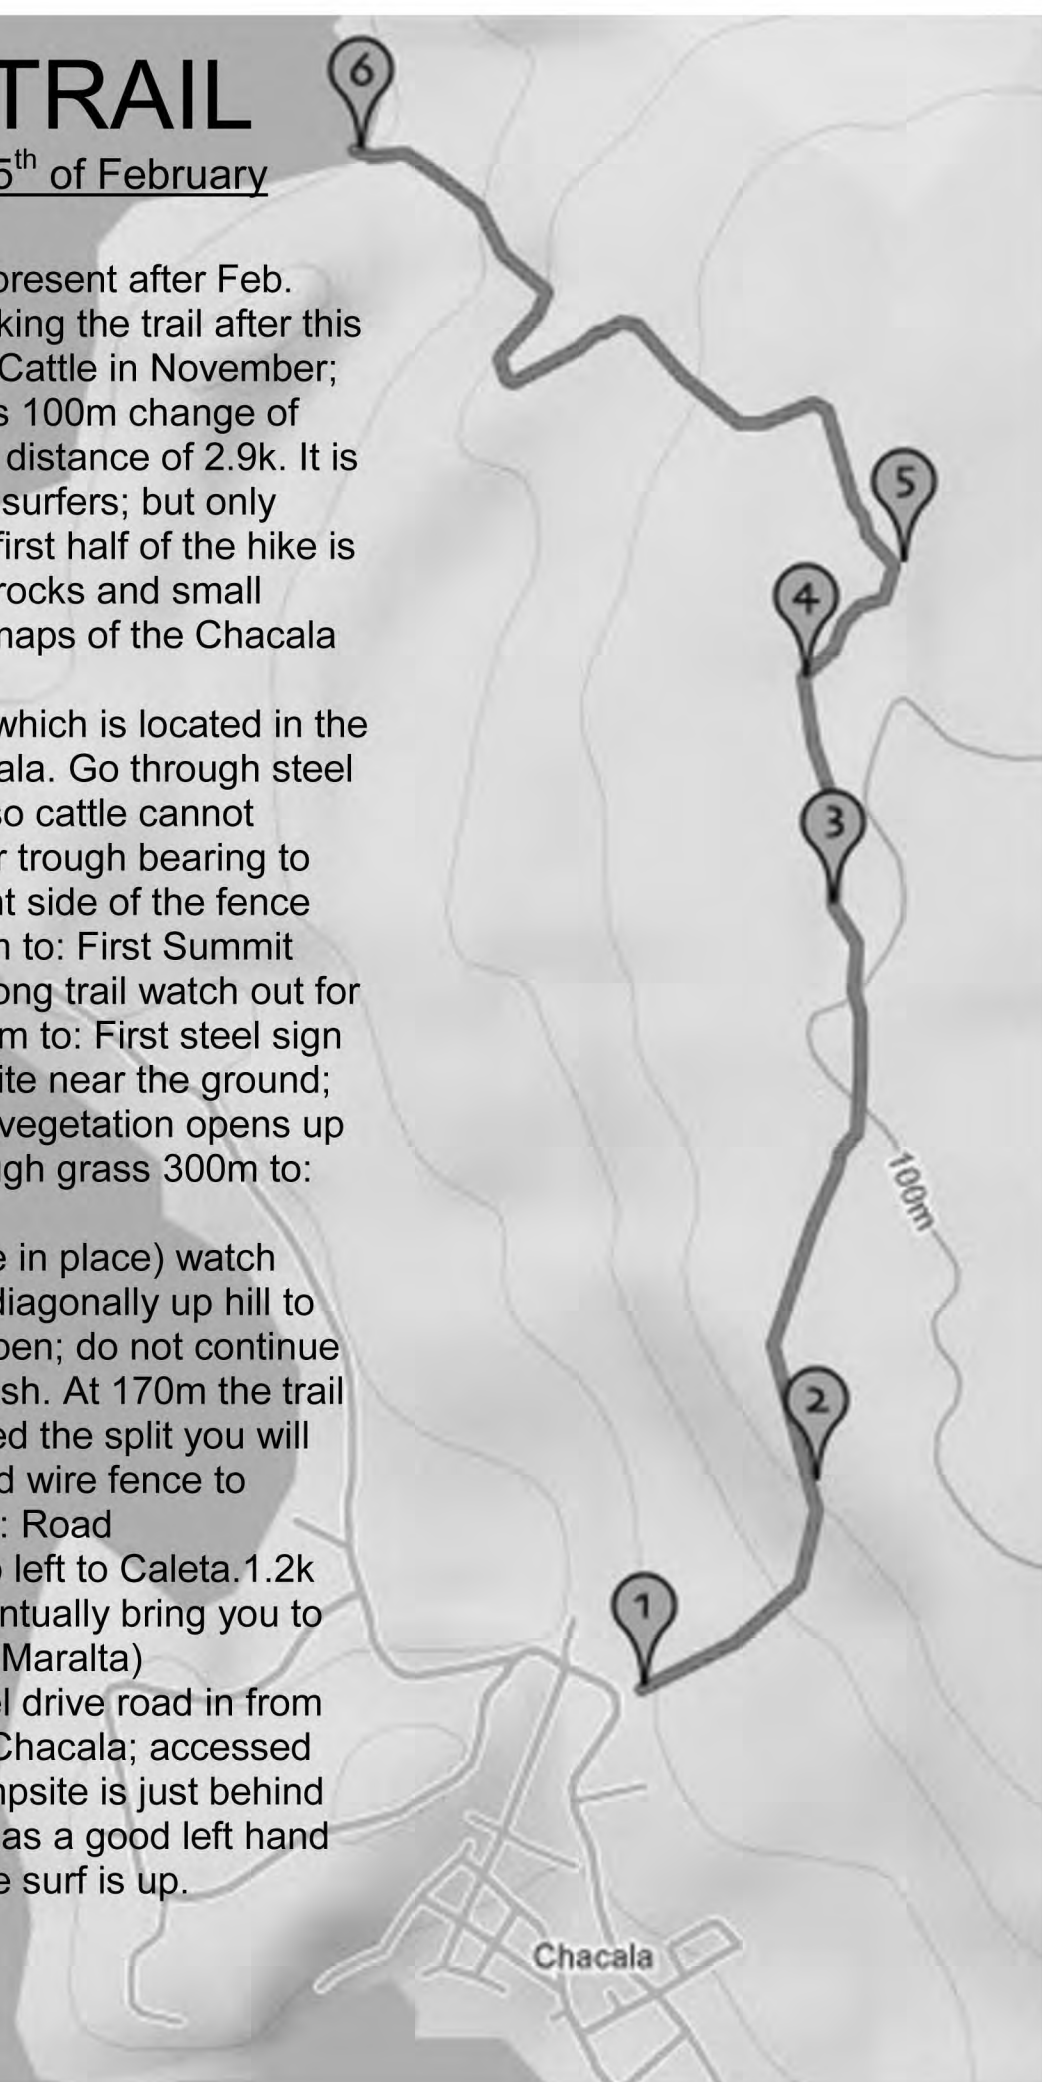 TRAIL
5th of February
present after Feb.
king the trail after this
Cattle in November;
s 100m change of
distance of 2.9k. It is
surfers; but only
first half of the hike is
rocks and small
maps of the Chacala
which is located in the
ala. Go through steel
so cattle cannot
r trough bearing to
nt side of the fence
m to: First Summit
ong trail watch out for
m to: First steel sign
ite near the ground;
vegetation opens up
ugh grass 300m to:
e in place) watch
diagonally up hill to
pen; do not continue
sh. At 170m the trail
ed the split you will
d wire fence to
: Road
o left to Caleta.1.2k
ntually bring you to
Maralta)
el drive road in from
Chacala; accessed
mpsite is just behind
as a good left hand
e surf is up.
6
5
4
3
100m
2
1
Chacala